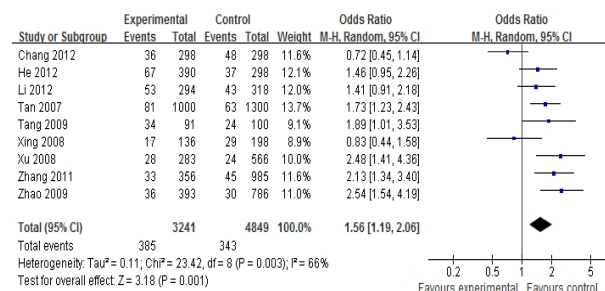 Experimental Control Odds Ratio Odds Ratio
Study or Subgroup Events Total Events Total Weight M-H, Random, 95% CI M-H, Random, 95% CI
Chang 2012 36 298 48 298 11.6% 0.72 [0.45, 1.14]
He 2012 67 390 37 298 12.1% 1.46 [0.95, 2.26]
Li 2012 53 294 43 318 12.0% 1.41 [0.91, 2.18]
Tan 2007 81 1000 63 1300 14.0% 1.73 [1.23, 2.43]
Tang 2009 34 91 24 100 8.8% 1.89 [1.01, 3.53]
Xing 2008 17 136 29 198 8.6% 0.83 [0.44, 1.58]
Xu 2008 28 283 24 566 9.9% 2.48 [1.41, 4.36]
Zhang 2011 33 356 45 985 11.8% 2.13 [1.34, 3.40]
Zhao 2009 36 393 30 786 11.2% 2.54 [1.54, 4.19]
Total (95% CI) 3241 4849 100.0% 1.56 [1.19, 2.06]
Total events 385 343
Heterogeneity: Tau² = 0.11; Chi² = 23.42, df = 8 (P = 0.003); I² = 66%
Test for overall effect: Z = 3.18 (P = 0.001)
0.2 0.5 1 2 5
Favours experimental Favours control